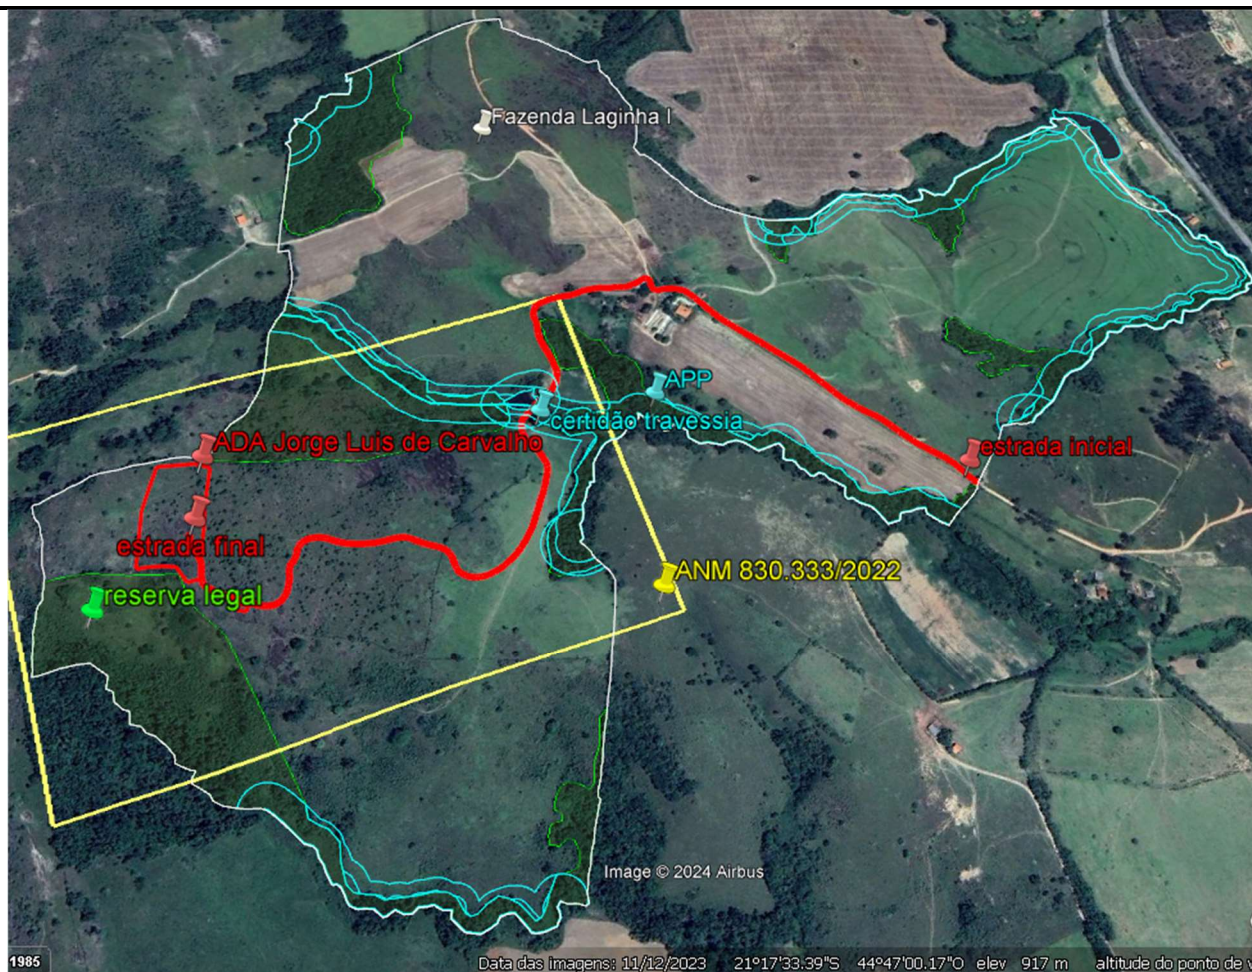 Fazenda Laginha I
APP
certidão travessia
ADA Jorge Luis de Carvalho
estrada inicial
estrada final
ANM 830.333/2022
reserva legal
Image © 2024 Airbus
1985
Data das imagens: 11/12/2023 21°17'33.39"S 44°47'00.17"O elev 917 m altitude do ponto de